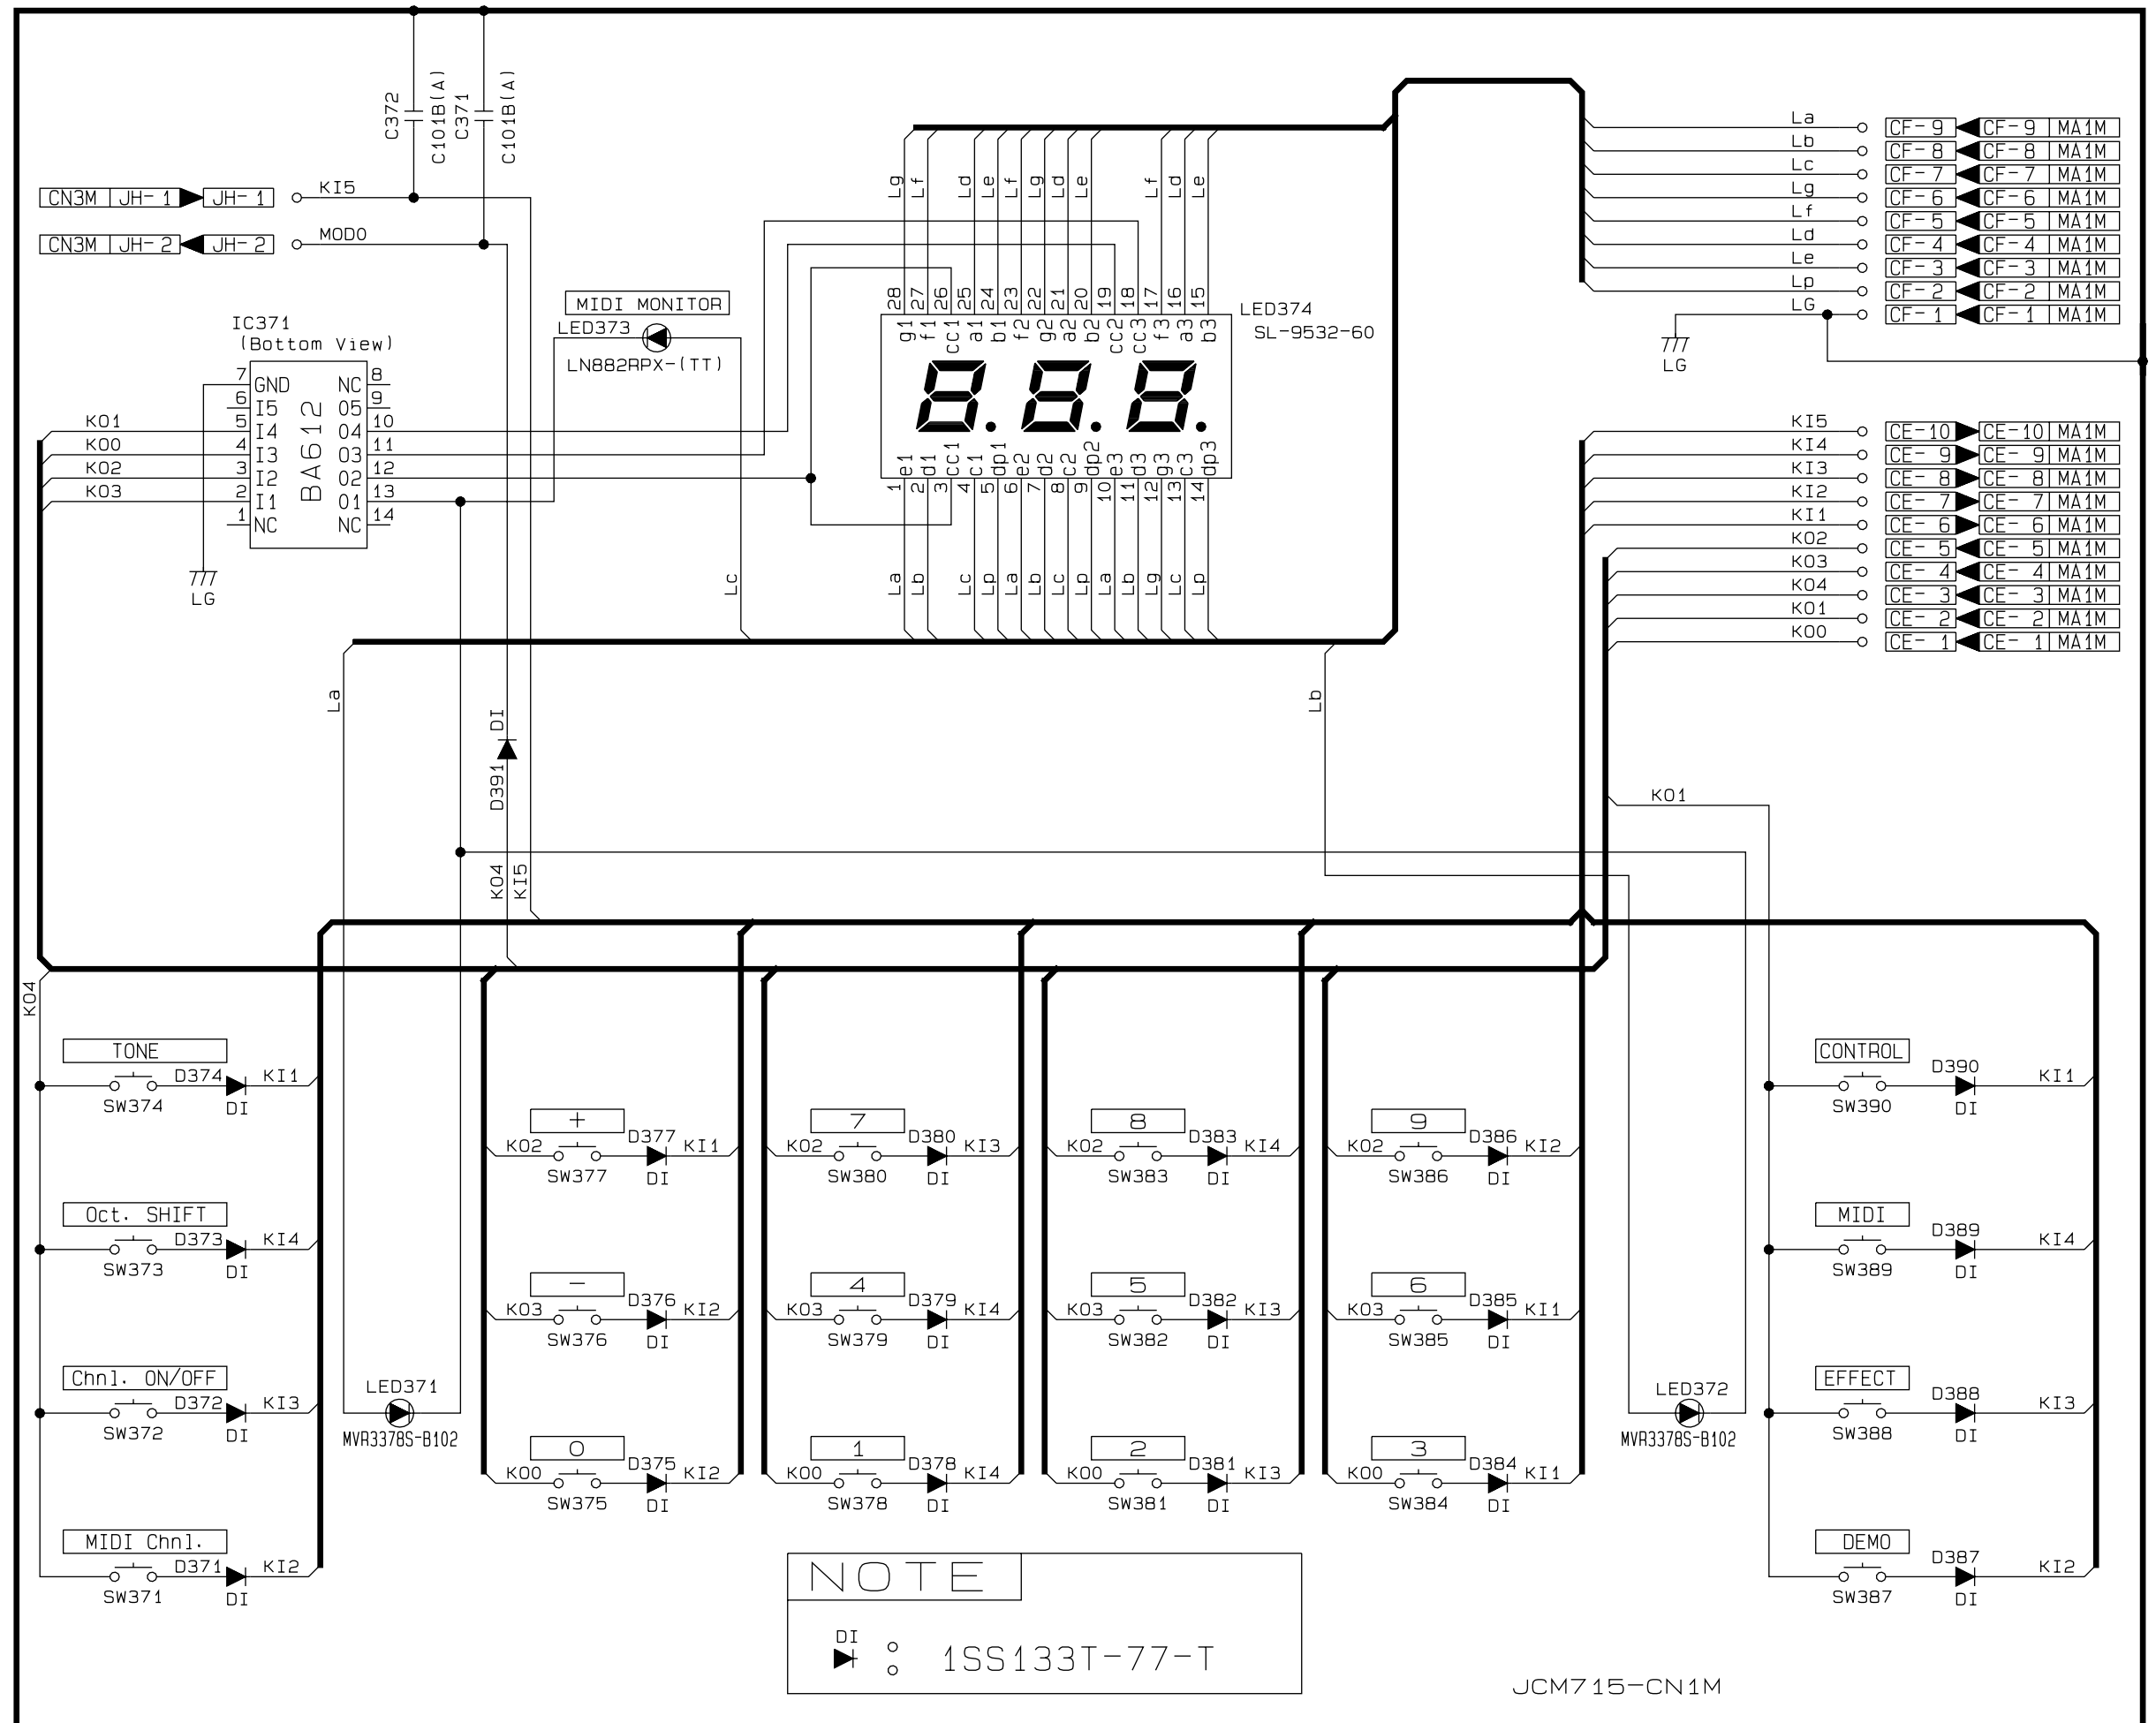 C372
C101B(A)
C371
C101B(A)
CN3M JH- 1 JH- 1 KI5
CN3M JH- 2 JH- 2 MOD0
La CF- 9 CF- 9 MA1M
Lb CF- 8 CF- 8 MA1M
Lc CF- 7 CF- 7 MA1M
Lg CF- 6 CF- 6 MA1M
Lf CF- 5 CF- 5 MA1M
Ld CF- 4 CF- 4 MA1M
Le CF- 3 CF- 3 MA1M
Lp CF- 2 CF- 2 MA1M
LG CF- 1 CF- 1 MA1M
LG
Lg Lf Ld Le Lf Lg Ld Le Lf Ld Le
28 27 26 25 24 23 22 21 20 19 18 17 16 15
g1 f1 cc1 a1 b1 f2 g2 a2 b2 cc2 cc3 f3 a3 b3
LED374
SL-9532-60
8.8.8.
e1 d1 cc1 c1 dp1 e2 d2 c2 dp2 e3 d3 g3 c3 dp3
1 2 3 4 5 6 7 8 9 10 11 12 13 14
La Lb Lc Lp La Lb Lc Lp La Lb Lg Lc Lp
MIDI MONITOR
LED373
LN882RPX-(TT)
Lc
IC371
(Bottom View)
BA612
7 GND NC 8
6 I5 O5 9
KO1 5 I4 O4 10
KO0 4 I3 O3 11
KO2 3 I2 O2 12
KO3 2 I1 O1 13
1 NC NC 14
LG
KI5 CE-10 CE-10 MA1M
KI4 CE- 9 CE- 9 MA1M
KI3 CE- 8 CE- 8 MA1M
KI2 CE- 7 CE- 7 MA1M
KI1 CE- 6 CE- 6 MA1M
KO2 CE- 5 CE- 5 MA1M
KO3 CE- 4 CE- 4 MA1M
KO4 CE- 3 CE- 3 MA1M
KO1 CE- 2 CE- 2 MA1M
KO0 CE- 1 CE- 1 MA1M
La
D391 DI
Lb
KO1
KO4
KI5
KO4
TONE
D374 KI1
SW374 DI
Oct. SHIFT
D373 KI4
SW373 DI
Chnl. ON/OFF
D372 KI3
SW372 DI
MIDI Chnl.
D371 KI2
SW371 DI
LED371
MVR3378S-B102
+
KO2 D377 KI1
SW377 DI
-
KO3 D376 KI2
SW376 DI
0
KO0 D375 KI2
SW375 DI
7
KO2 D380 KI3
SW380 DI
4
KO3 D379 KI4
SW379 DI
1
KO0 D378 KI4
SW378 DI
8
KO2 D383 KI4
SW383 DI
5
KO3 D382 KI3
SW382 DI
2
KO0 D381 KI3
SW381 DI
9
KO2 D386 KI2
SW386 DI
6
KO3 D385 KI1
SW385 DI
3
KO0 D384 KI1
SW384 DI
LED372
MVR3378S-B102
CONTROL
D390 KI1
SW390 DI
MIDI
D389 KI4
SW389 DI
EFFECT
D388 KI3
SW388 DI
DEMO
D387 KI2
SW387 DI
NOTE
DI : 1SS133T-77-T
JCM715-CN1M